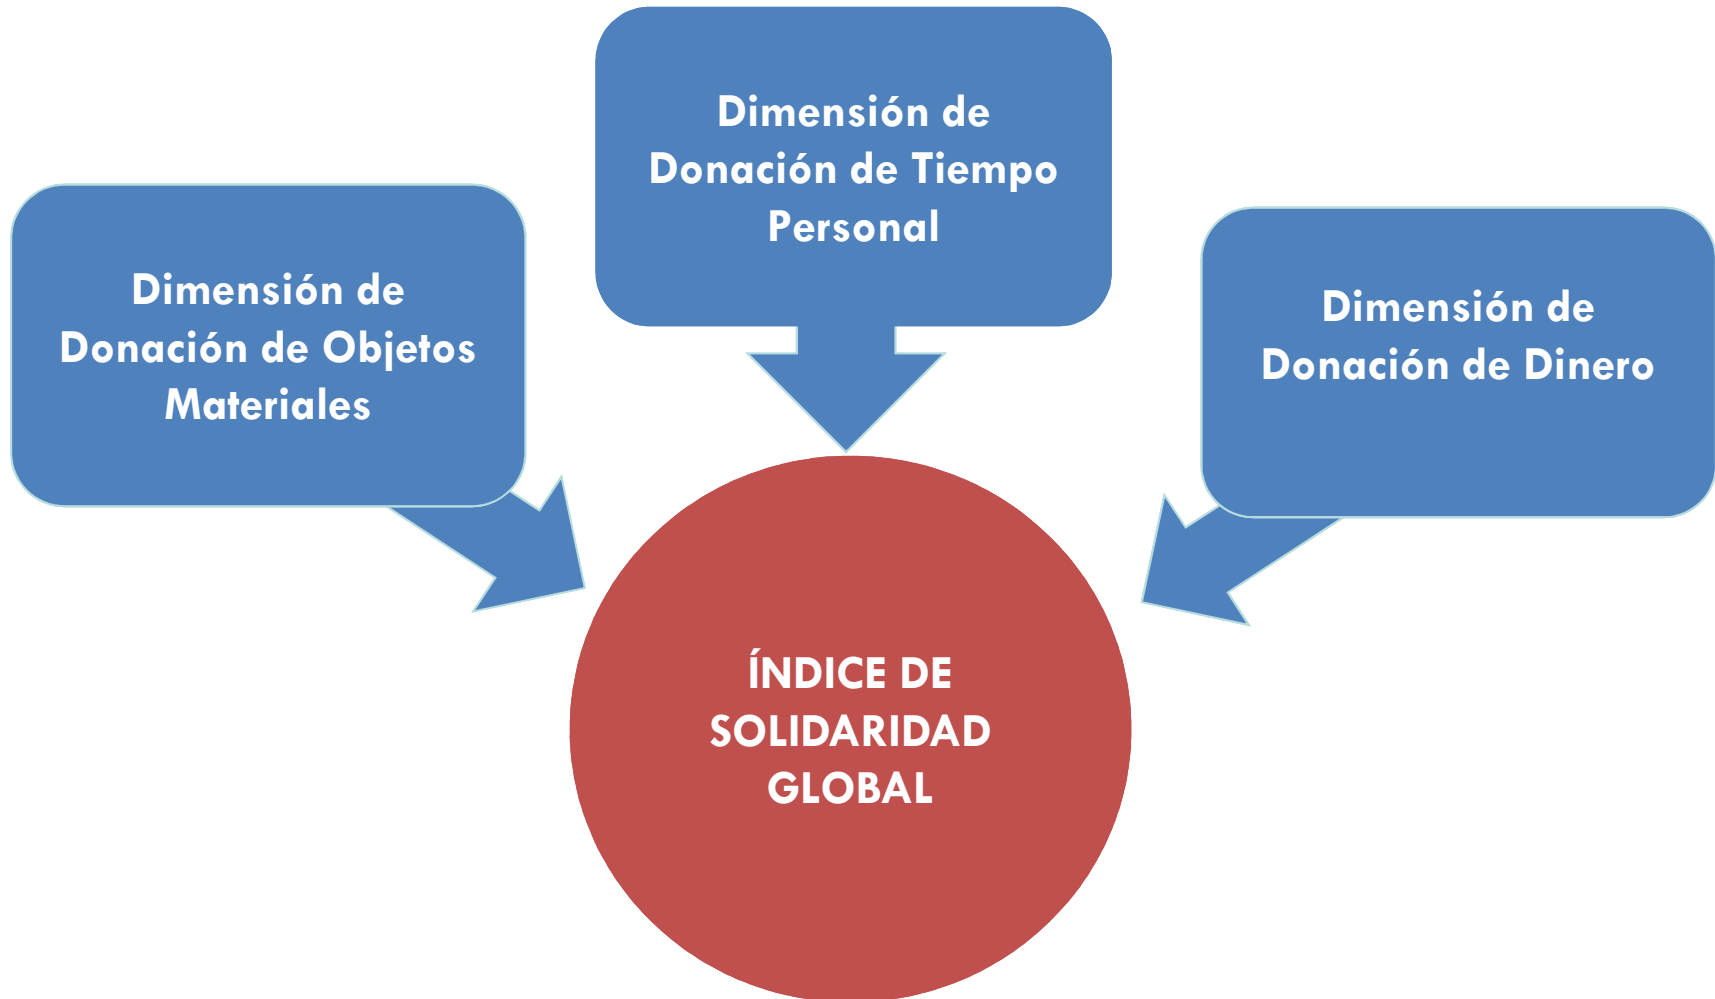 Dimensión de
Donación de Objetos
Materiales
Dimensión de
Donación de Tiempo
Personal
Dimensión de
Donación de Dinero
ÍNDICE DE
SOLIDARIDAD
GLOBAL